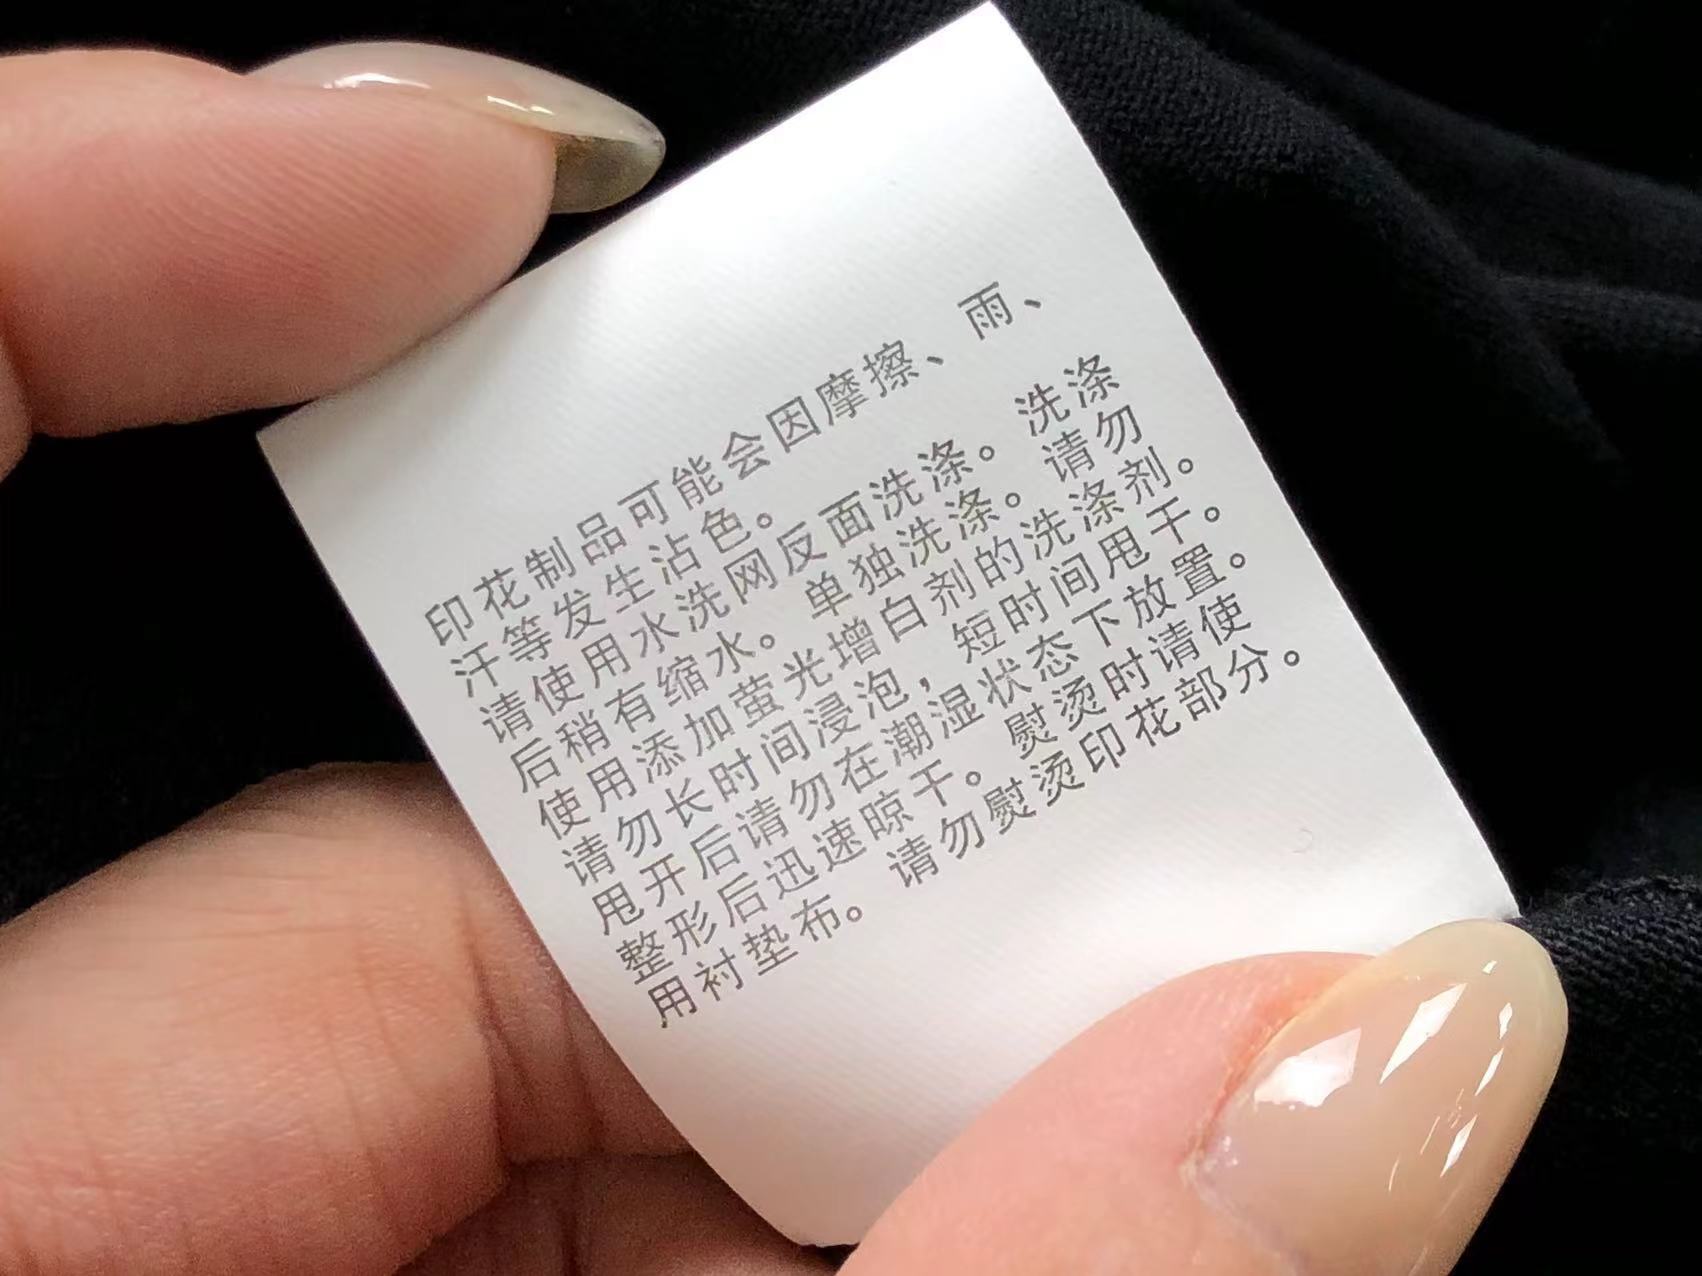 印花制品可能会因摩擦、雨、
汗等发生沾色。
请使用水洗网反面洗涤。洗涤
后稍有缩水。单独洗涤。请勿
使用添加萤光增白剂的洗涤剂。
请勿长时间浸泡，短时间甩干。
甩开后请勿在潮湿状态下放置。
整形后迅速晾干。熨烫时请使
用衬垫布。请勿熨烫印花部分。